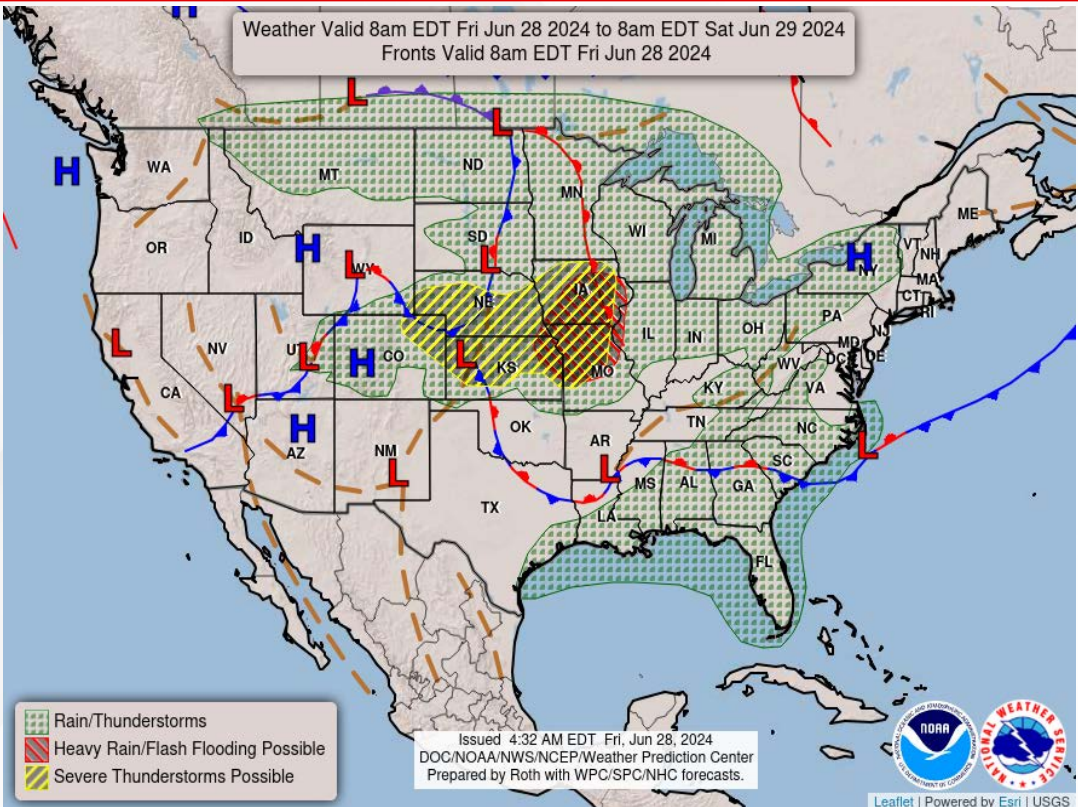 Weather Valid 8am EDT Fri Jun 28 2024 to 8am EDT Sat Jun 29 2024
Fronts Valid 8am EDT Fri Jun 28 2024
H
L
L
H
WA
MT
ND
MN
ME
OR
ID
H
L
WY
SD
L
WI
MI
H
NY
VT
NH
MA
CT
RI
NE
IA
L
NV
UT
L
H
CO
L
KS
MO
IL
IN
OH
PA
NJ
MD
DE
DC
WV
VA
KY
CA
L
H
AZ
NM
L
OK
AR
L
TN
NC
L
SC
MS
AL
GA
TX
LA
FL
Rain/Thunderstorms
Heavy Rain/Flash Flooding Possible
Severe Thunderstorms Possible
Issued 4:32 AM EDT Fri, Jun 28, 2024
DOC/NOAA/NWS/NCEP/Weather Prediction Center
Prepared by Roth with WPC/SPC/NHC forecasts.
NOAA
NATIONAL WEATHER SERVICE
Leaflet | Powered by Esri | USGS